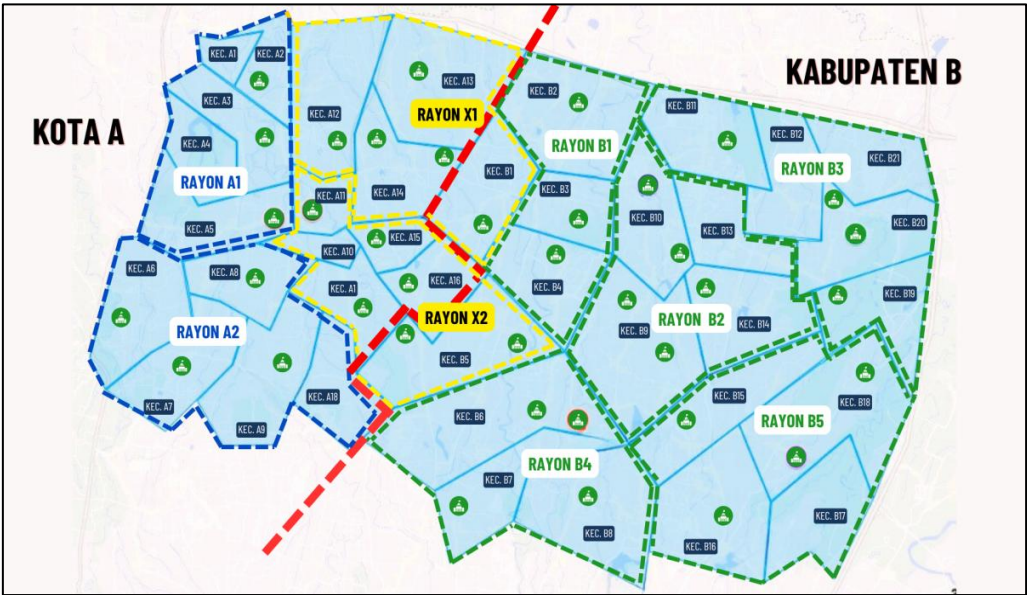 KOTA A
KABUPATEN B
KEC. A1
KEC. A2
KEC. A3
KEC. A4
RAYON A1
KEC. A5
KEC. A6
KEC. A8
RAYON A2
KEC. A7
KEC. A9
KEC. A18
KEC. A13
KEC. A12
RAYON X1
KEC. A11
KEC. A14
KEC. B1
KEC. A10
KEC. A15
KEC. A1
KEC. A16
RAYON X2
KEC. B5
KEC. B2
RAYON B1
KEC. B3
KEC. B4
KEC. B11
KEC. B12
KEC. B21
RAYON B3
KEC. B20
KEC. B19
KEC. B10
KEC. B13
RAYON B2
KEC. B9
KEC. B14
KEC. B15
KEC. B18
RAYON B5
KEC. B17
KEC. B16
KEC. B6
RAYON B4
KEC. B7
KEC. B8